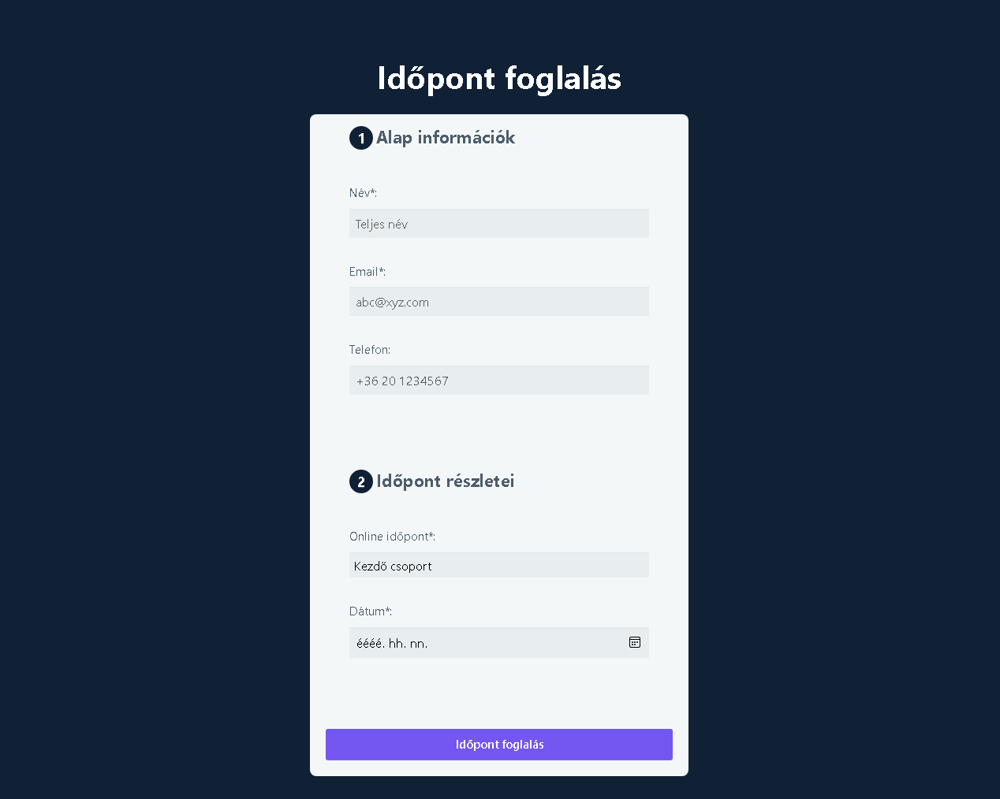 Időpont foglalás
1 Alap információk
Név*:
Teljes név
Email*:
abc@xyz.com
Telefon:
+36 20 1234567
2 Időpont részletei
Online időpont*:
Kezdő csoport
Dátum*:
éééé. hh. nn.
Időpont foglalás